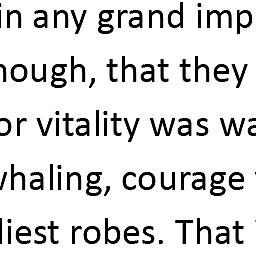 in any grand imp
hough, that they
or vitality was wa
whaling, courage
liest robes. That